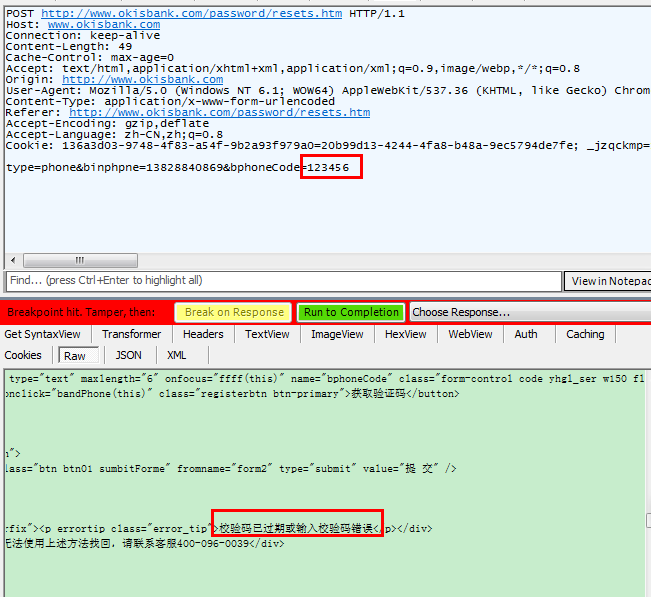 POST http://www.okisbank.com/password/resets.htm HTTP/1.1
Host: www.okisbank.com
Connection: keep-alive
Content-Length: 49
Cache-Control: max-age=0
Accept: text/html,application/xhtml+xml,application/xml;q=0.9,image/webp,*/*;q=0.8
Origin: http://www.okisbank.com
User-Agent: Mozilla/5.0 (Windows NT 6.1; WOW64) AppleWebKit/537.36 (KHTML, like Gecko) Chrom
Content-Type: application/x-www-form-urlencoded
Referer: http://www.okisbank.com/password/resets.htm
Accept-Encoding: gzip,deflate
Accept-Language: zh-CN,zh;q=0.8
Cookie: 136a3d03-9748-4f83-a54f-9b2a93f979a0=20b99d13-4244-4fa8-b48a-9ec5794de7fe; _jzqckmp=
type=phone&binphpne=13828840869&bphoneCode=123456
Find... (press Ctrl+Enter to highlight all)
View in Notepad
Breakpoint hit. Tamper, then: Break on Response Run to Completion Choose Response...
Get SyntaxView Transformer Headers TextView ImageView HexView WebView Auth Caching
Cookies Raw JSON XML
type="text" maxlength="6" onfocus="ffff(this)" name="bphoneCode" class="form-control code yhgl_ser w150 fl
onclick="bandPhone(this)" class="registerbtn btn-primary">获取验证码</button>
n">
lass="btn btn01 sumbitForme" fromname="form2" type="submit" value="提 交" />
rfix"><p errortip class="error_tip">校验码已过期或输入校验码错误</p></div>
无法使用上述方法找回，请联系客服400-096-0039</div>